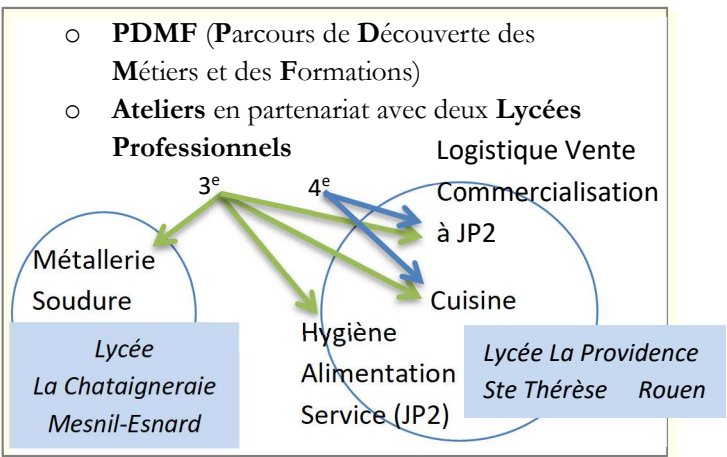 o PDMF (Parcours de Découverte des
Métiers et des Formations)
o Ateliers en partenariat avec deux Lycées
Professionnels
3e
4e
Logistique Vente
Commercialisation
à JP2
Métallerie
Soudure
Cuisine
Hygiène
Alimentation
Service (JP2)
Lycée
La Chataigneraie
Mesnil-Esnard
Lycée La Providence
Ste Thérèse Rouen